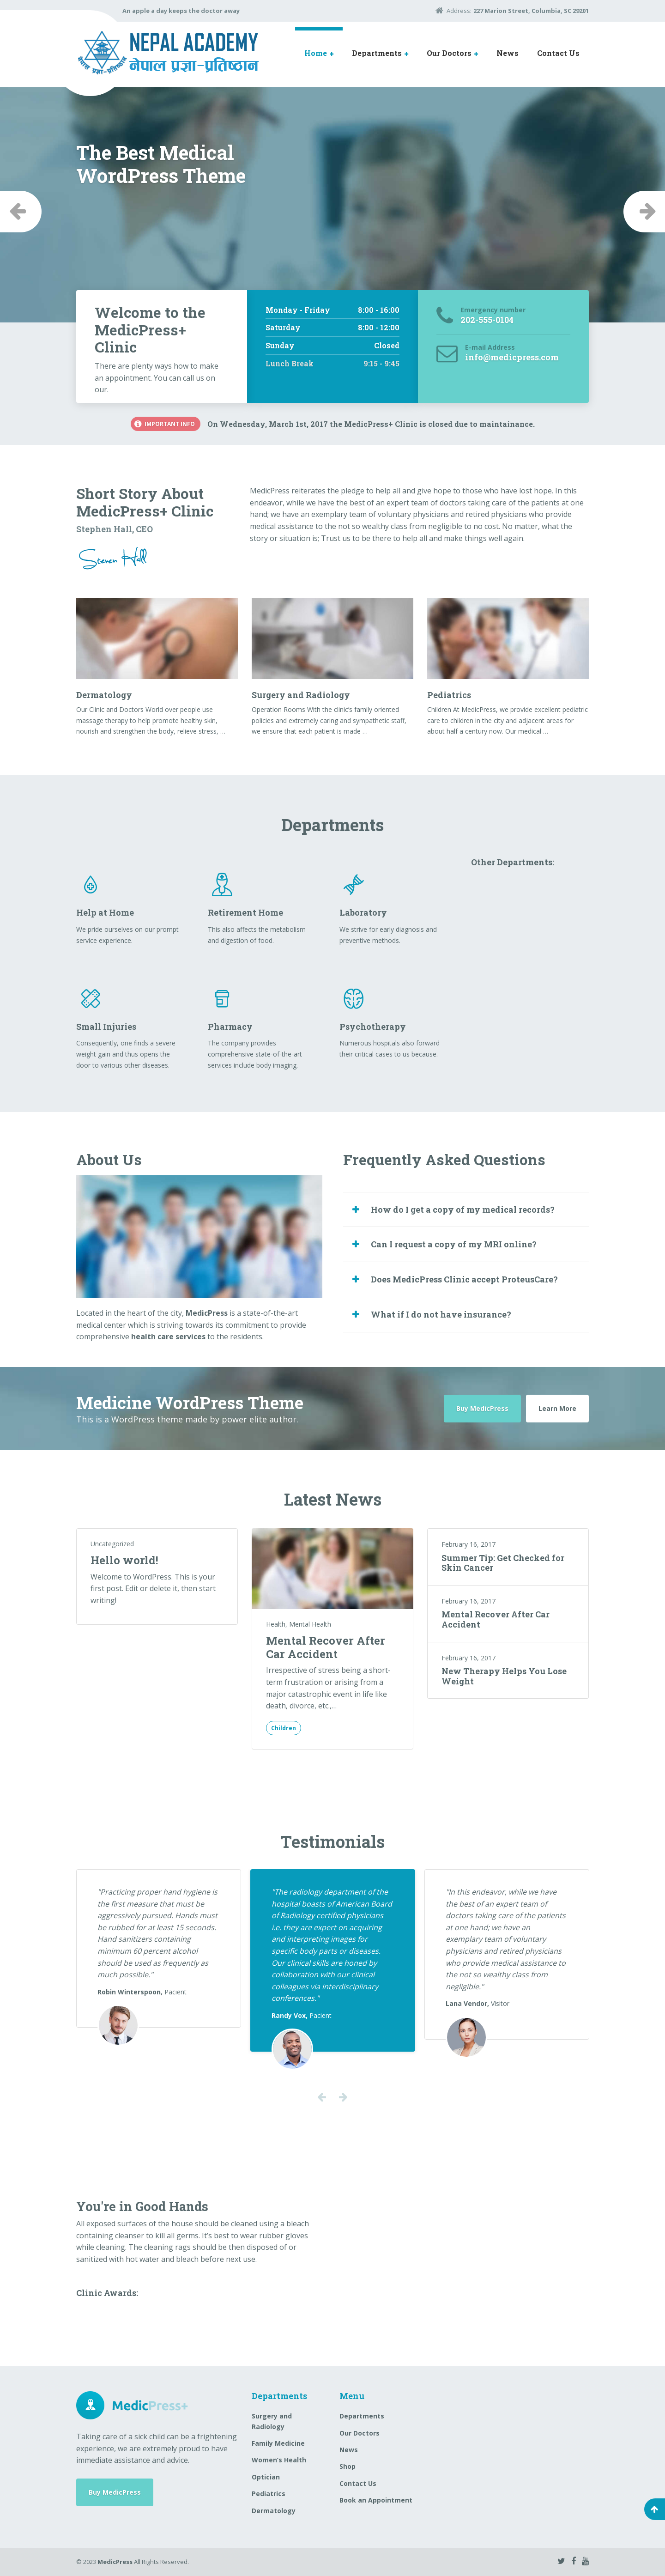 An apple a day keeps the doctor away
Address: 227 Marion Street, Columbia, SC 29201
NEPAL ACADEMY
नेपाल प्रज्ञा-प्रतिष्ठान
Home
Departments
Our Doctors
News
Contact Us
The Best Medical
WordPress Theme
Welcome to the
MedicPress+
Clinic
There are plenty ways how to make
an appointment. You can call us on
our.
Monday - Friday 8:00 - 16:00
Saturday 8:00 - 12:00
Sunday Closed
Lunch Break 9:15 - 9:45
Emergency number
202-555-0104
E-mail Address
info@medicpress.com
IMPORTANT INFO
On Wednesday, March 1st, 2017 the MedicPress+ Clinic is closed due to maintainance.
Short Story About
MedicPress+ Clinic
Stephen Hall, CEO
Steven Hall
MedicPress reiterates the pledge to help all and give hope to those who have lost hope. In this
endeavor, while we have the best of an expert team of doctors taking care of the patients at one
hand; we have an exemplary team of voluntary physicians and retired physicians who provide
medical assistance to the not so wealthy class from negligible to no cost. No matter, what the
story or situation is; Trust us to be there to help all and make things well again.
Dermatology
Our Clinic and Doctors World over people use
massage therapy to help promote healthy skin,
nourish and strengthen the body, relieve stress, …
Surgery and Radiology
Operation Rooms With the clinic's family oriented
policies and extremely caring and sympathetic staff,
we ensure that each patient is made …
Pediatrics
Children At MedicPress, we provide excellent pediatric
care to children in the city and adjacent areas for
about half a century now. Our medical …
Departments
Help at Home
We pride ourselves on our prompt
service experience.
Retirement Home
This also affects the metabolism
and digestion of food.
Laboratory
We strive for early diagnosis and
preventive methods.
Other Departments:
Small Injuries
Consequently, one finds a severe
weight gain and thus opens the
door to various other diseases.
Pharmacy
The company provides
comprehensive state-of-the-art
services include body imaging.
Psychotherapy
Numerous hospitals also forward
their critical cases to us because.
About Us
Located in the heart of the city, MedicPress is a state-of-the-art
medical center which is striving towards its commitment to provide
comprehensive health care services to the residents.
Frequently Asked Questions
How do I get a copy of my medical records?
Can I request a copy of my MRI online?
Does MedicPress Clinic accept ProteusCare?
What if I do not have insurance?
Medicine WordPress Theme
This is a WordPress theme made by power elite author.
Buy MedicPress
Learn More
Latest News
Uncategorized
Hello world!
Welcome to WordPress. This is your
first post. Edit or delete it, then start
writing!
Health, Mental Health
Mental Recover After
Car Accident
Irrespective of stress being a short-
term frustration or arising from a
major catastrophic event in life like
death, divorce, etc.,…
Children
February 16, 2017
Summer Tip: Get Checked for
Skin Cancer
February 16, 2017
Mental Recover After Car
Accident
February 16, 2017
New Therapy Helps You Lose
Weight
Testimonials
"Practicing proper hand hygiene is
the first measure that must be
aggressively pursued. Hands must
be rubbed for at least 15 seconds.
Hand sanitizers containing
minimum 60 percent alcohol
should be used as frequently as
much possible."
Robin Winterspoon, Pacient
"The radiology department of the
hospital boasts of American Board
of Radiology certified physicians
i.e. they are expert on acquiring
and interpreting images for
specific body parts or diseases.
Our clinical skills are honed by
collaboration with our clinical
colleagues via interdisciplinary
conferences."
Randy Vox, Pacient
"In this endeavor, while we have
the best of an expert team of
doctors taking care of the patients
at one hand; we have an
exemplary team of voluntary
physicians and retired physicians
who provide medical assistance to
the not so wealthy class from
negligible."
Lana Vendor, Visitor
You're in Good Hands
All exposed surfaces of the house should be cleaned using a bleach
containing cleanser to kill all germs. It's best to wear rubber gloves
while cleaning. The cleaning rags should be then disposed of or
sanitized with hot water and bleach before next use.
Clinic Awards:
MedicPress+
Taking care of a sick child can be a frightening
experience, we are extremely proud to have
immediate assistance and advice.
Buy MedicPress
Departments
Surgery and
Radiology
Family Medicine
Women's Health
Optician
Pediatrics
Dermatology
Menu
Departments
Our Doctors
News
Shop
Contact Us
Book an Appointment
© 2023 MedicPress All Rights Reserved.